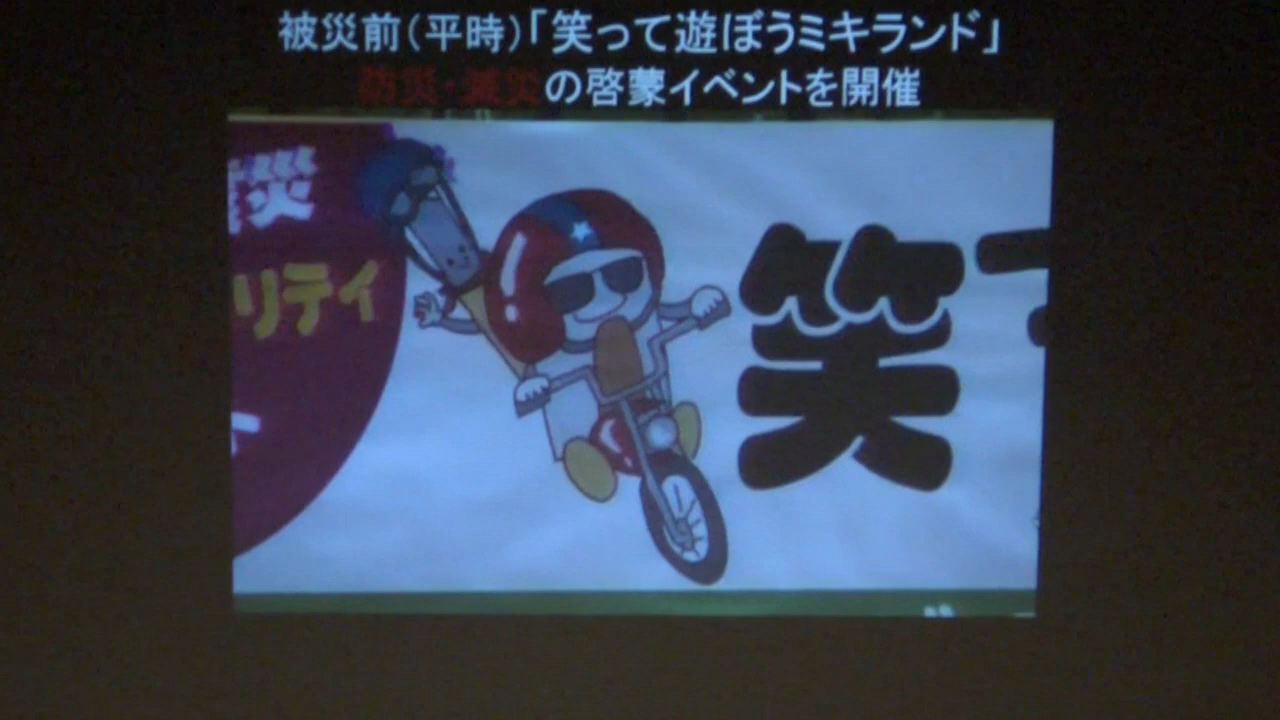 被災前(平時)「笑って遊ぼうミキランド」
防災・減災の啓蒙イベントを開催
災
リティ
笑